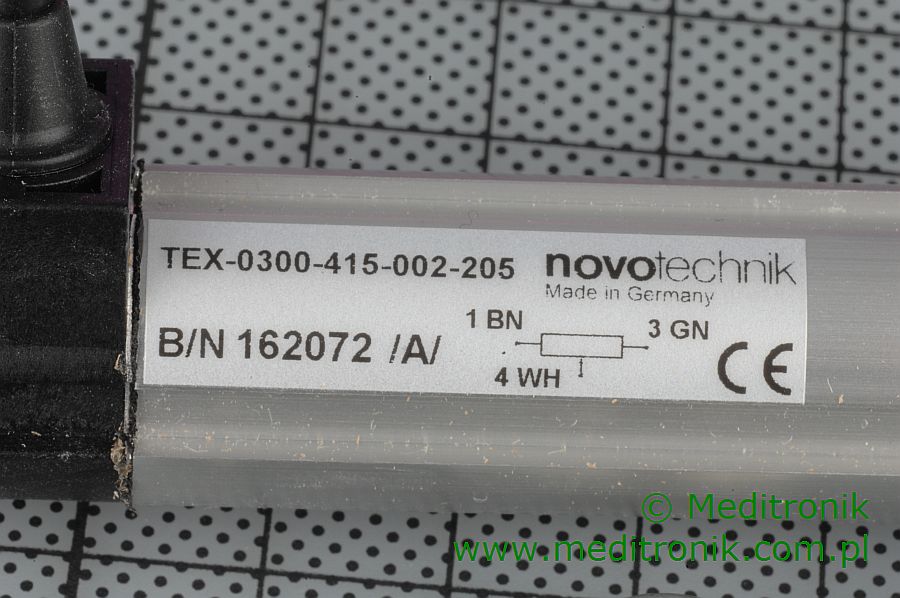 TEX-0300-415-002-205
novotechnik
Made in Germany
B/N 162072 /A/
1 BN
3 GN
4 WH
CE
© Meditronik
www.meditronik.com.pl